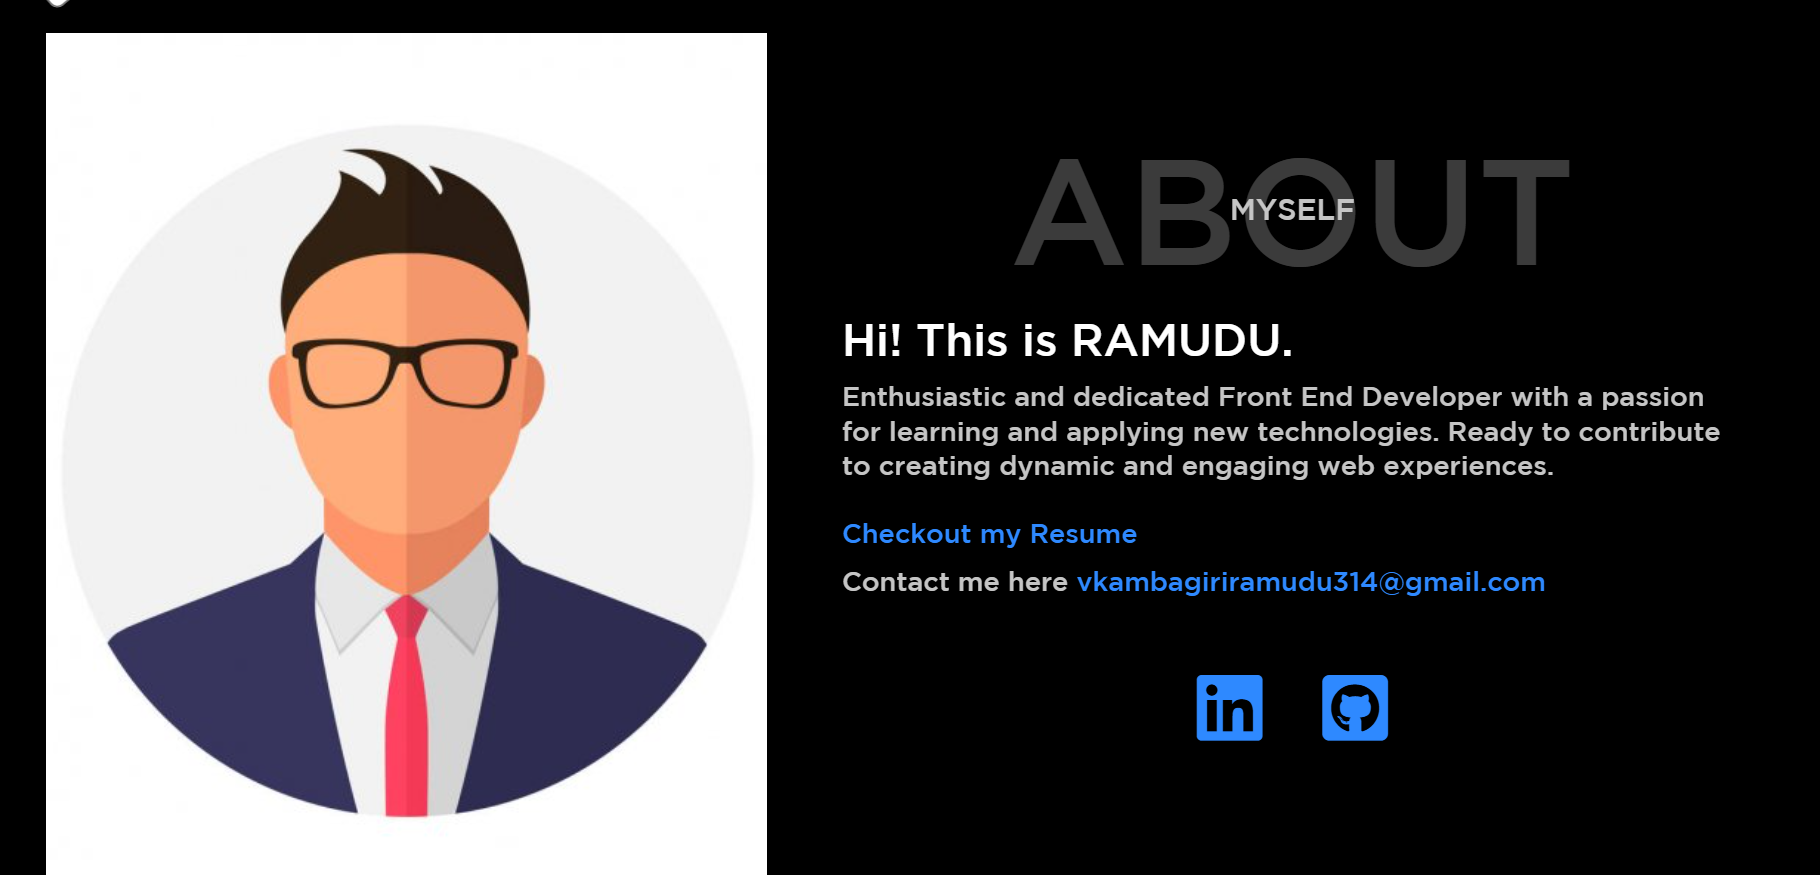 ABOUT
MYSELF
Hi! This is RAMUDU.
Enthusiastic and dedicated Front End Developer with a passion
for learning and applying new technologies. Ready to contribute
to creating dynamic and engaging web experiences.
Checkout my Resume
Contact me here vkambagiriramudu314@gmail.com
in